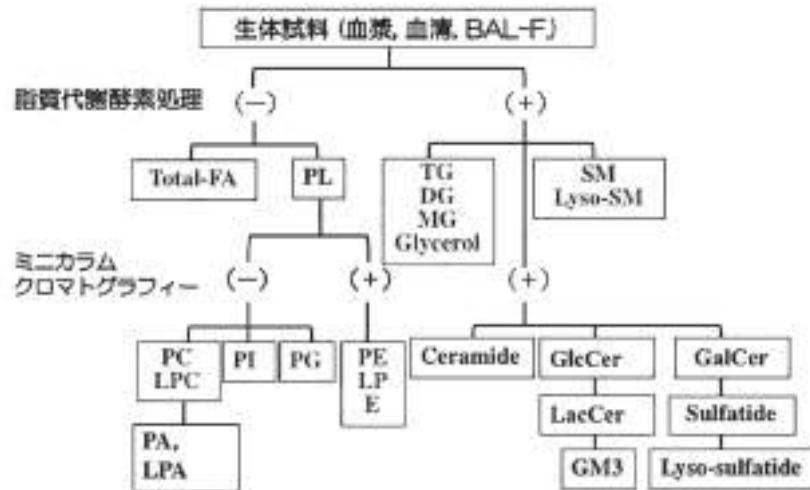 生体試料 (血漿, 血清, BAL-F)
脂質代謝酵素処理
(—)
(+)
Total-FA
PL
TG
DG
MG
Glycerol
SM
Lyso-SM
ミニカラム
クロマトグラフィー
(—)
(+)
(+)
PC
LPC
PI
PG
PE
LP
E
Ceramide
GlcCer
GalCer
PA,
LPA
LacCer
Sulfatide
GM3
Lyso-sulfatide